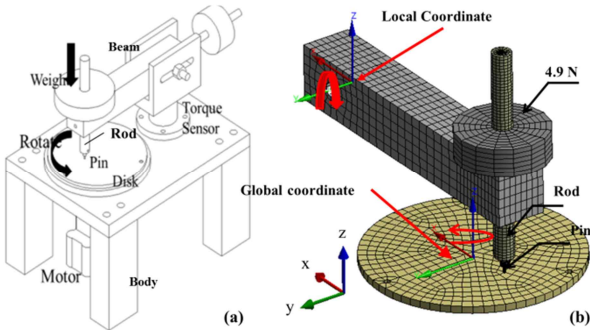 Beam
Weight
Rod
Torque
Sensor
Rotate
Pin
Disk
Motor
Body
(a)
Local Coordinate
z
x
y
4.9 N
Global coordinate
z
Rod
Pin
z
x
y
(b)